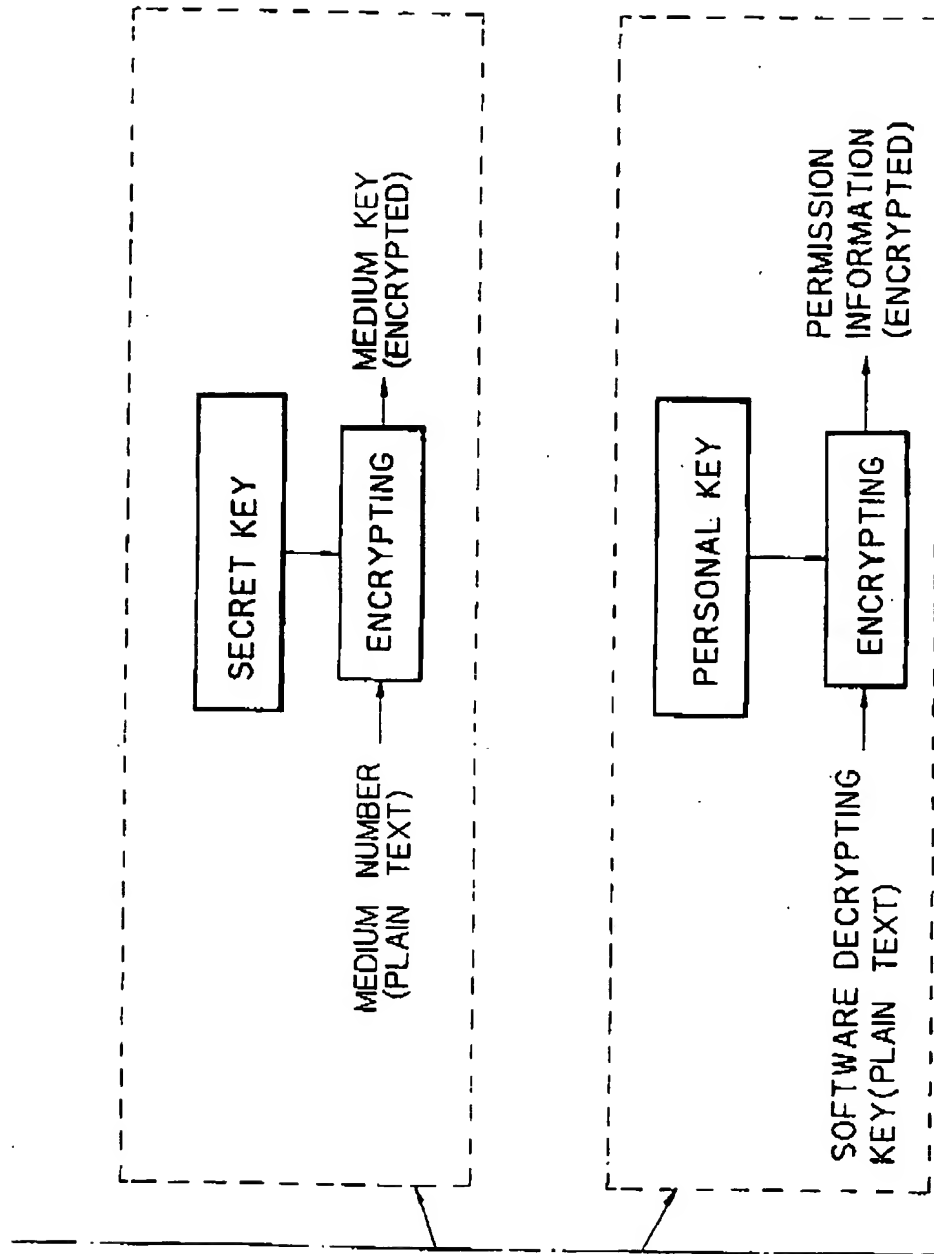 SECRET KEY
MEDIUM NUMBER
(PLAIN TEXT)
ENCRYPTING
MEDIUM KEY
(ENCRYPTED)
PERSONAL KEY
SOFTWARE DECRYPTING
KEY(PLAIN TEXT)
ENCRYPTING
PERMISSION
INFORMATION
(ENCRYPTED)